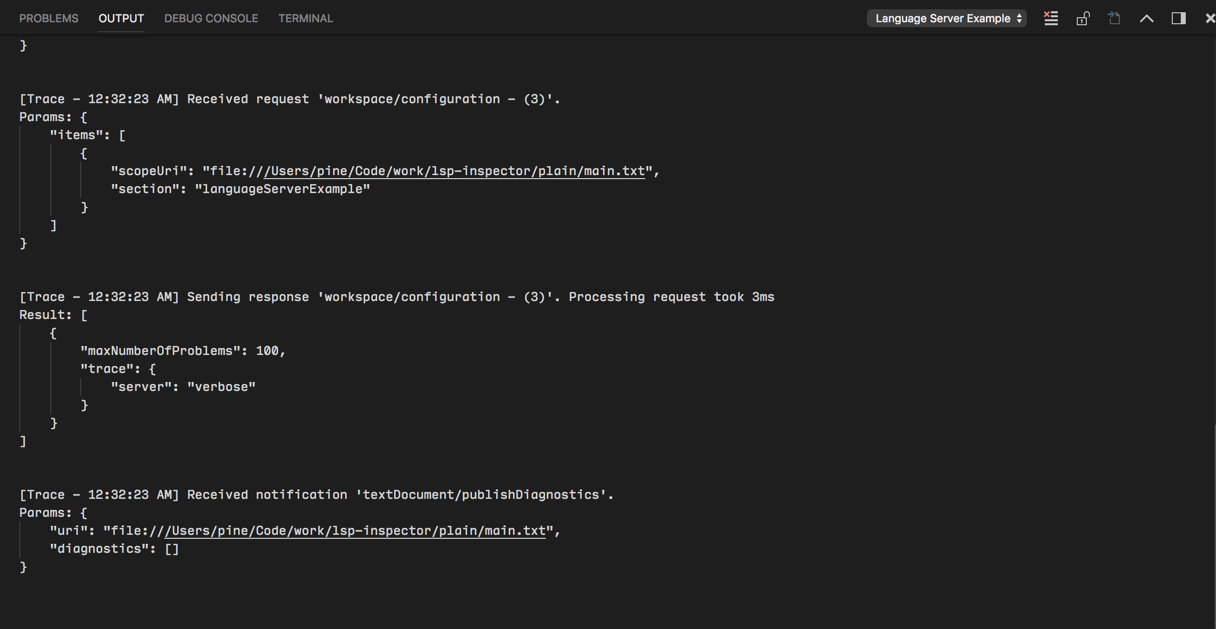 PROBLEMS OUTPUT DEBUG CONSOLE TERMINAL Language Server Example
}
[Trace - 12:32:23 AM] Received request 'workspace/configuration - (3)'.
Params: {
    "items": [
        {
            "scopeUri": "file:///Users/pine/Code/work/lsp-inspector/plain/main.txt",
            "section": "languageServerExample"
        }
    ]
}
[Trace - 12:32:23 AM] Sending response 'workspace/configuration - (3)'. Processing request took 3ms
Result: [
    {
        "maxNumberOfProblems": 100,
        "trace": {
            "server": "verbose"
        }
    }
]
[Trace - 12:32:23 AM] Received notification 'textDocument/publishDiagnostics'.
Params: {
    "uri": "file:///Users/pine/Code/work/lsp-inspector/plain/main.txt",
    "diagnostics": []
}